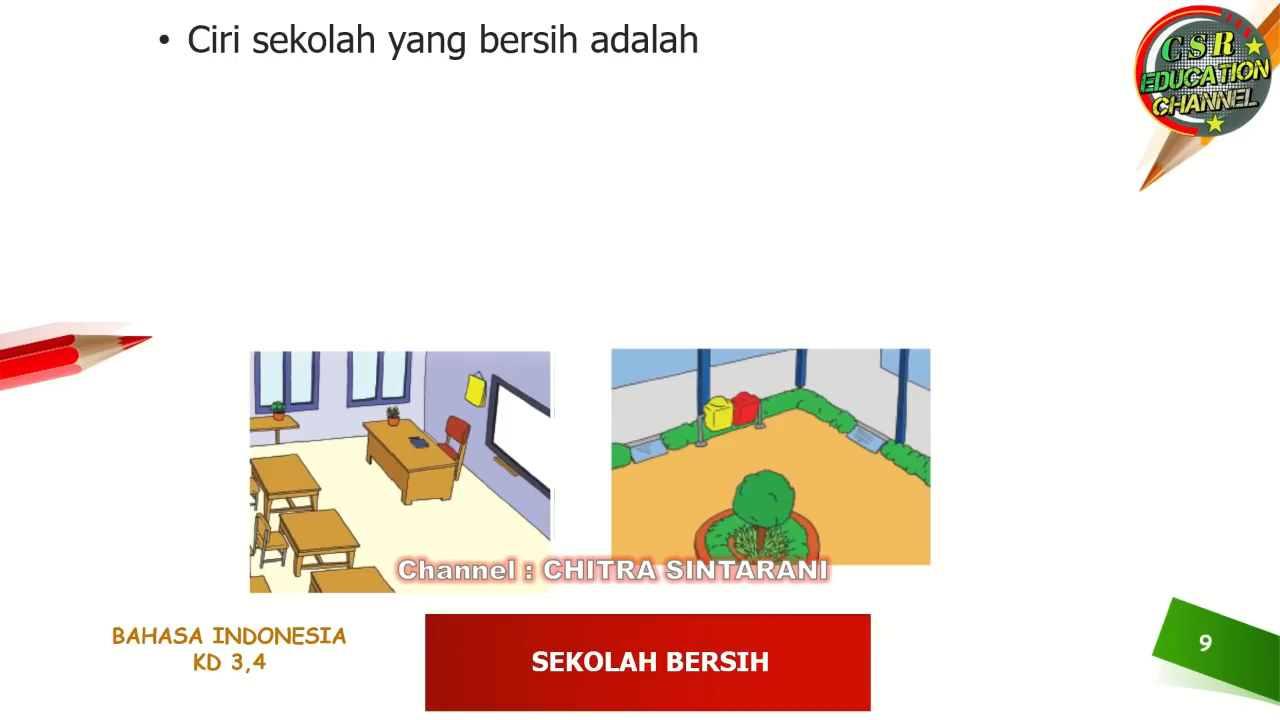 • Ciri sekolah yang bersih adalah
CSR
EDUCATION
CHANNEL
Channel : CHITRA SINTARANI
BAHASA INDONESIA
KD 3,4
SEKOLAH BERSIH
9